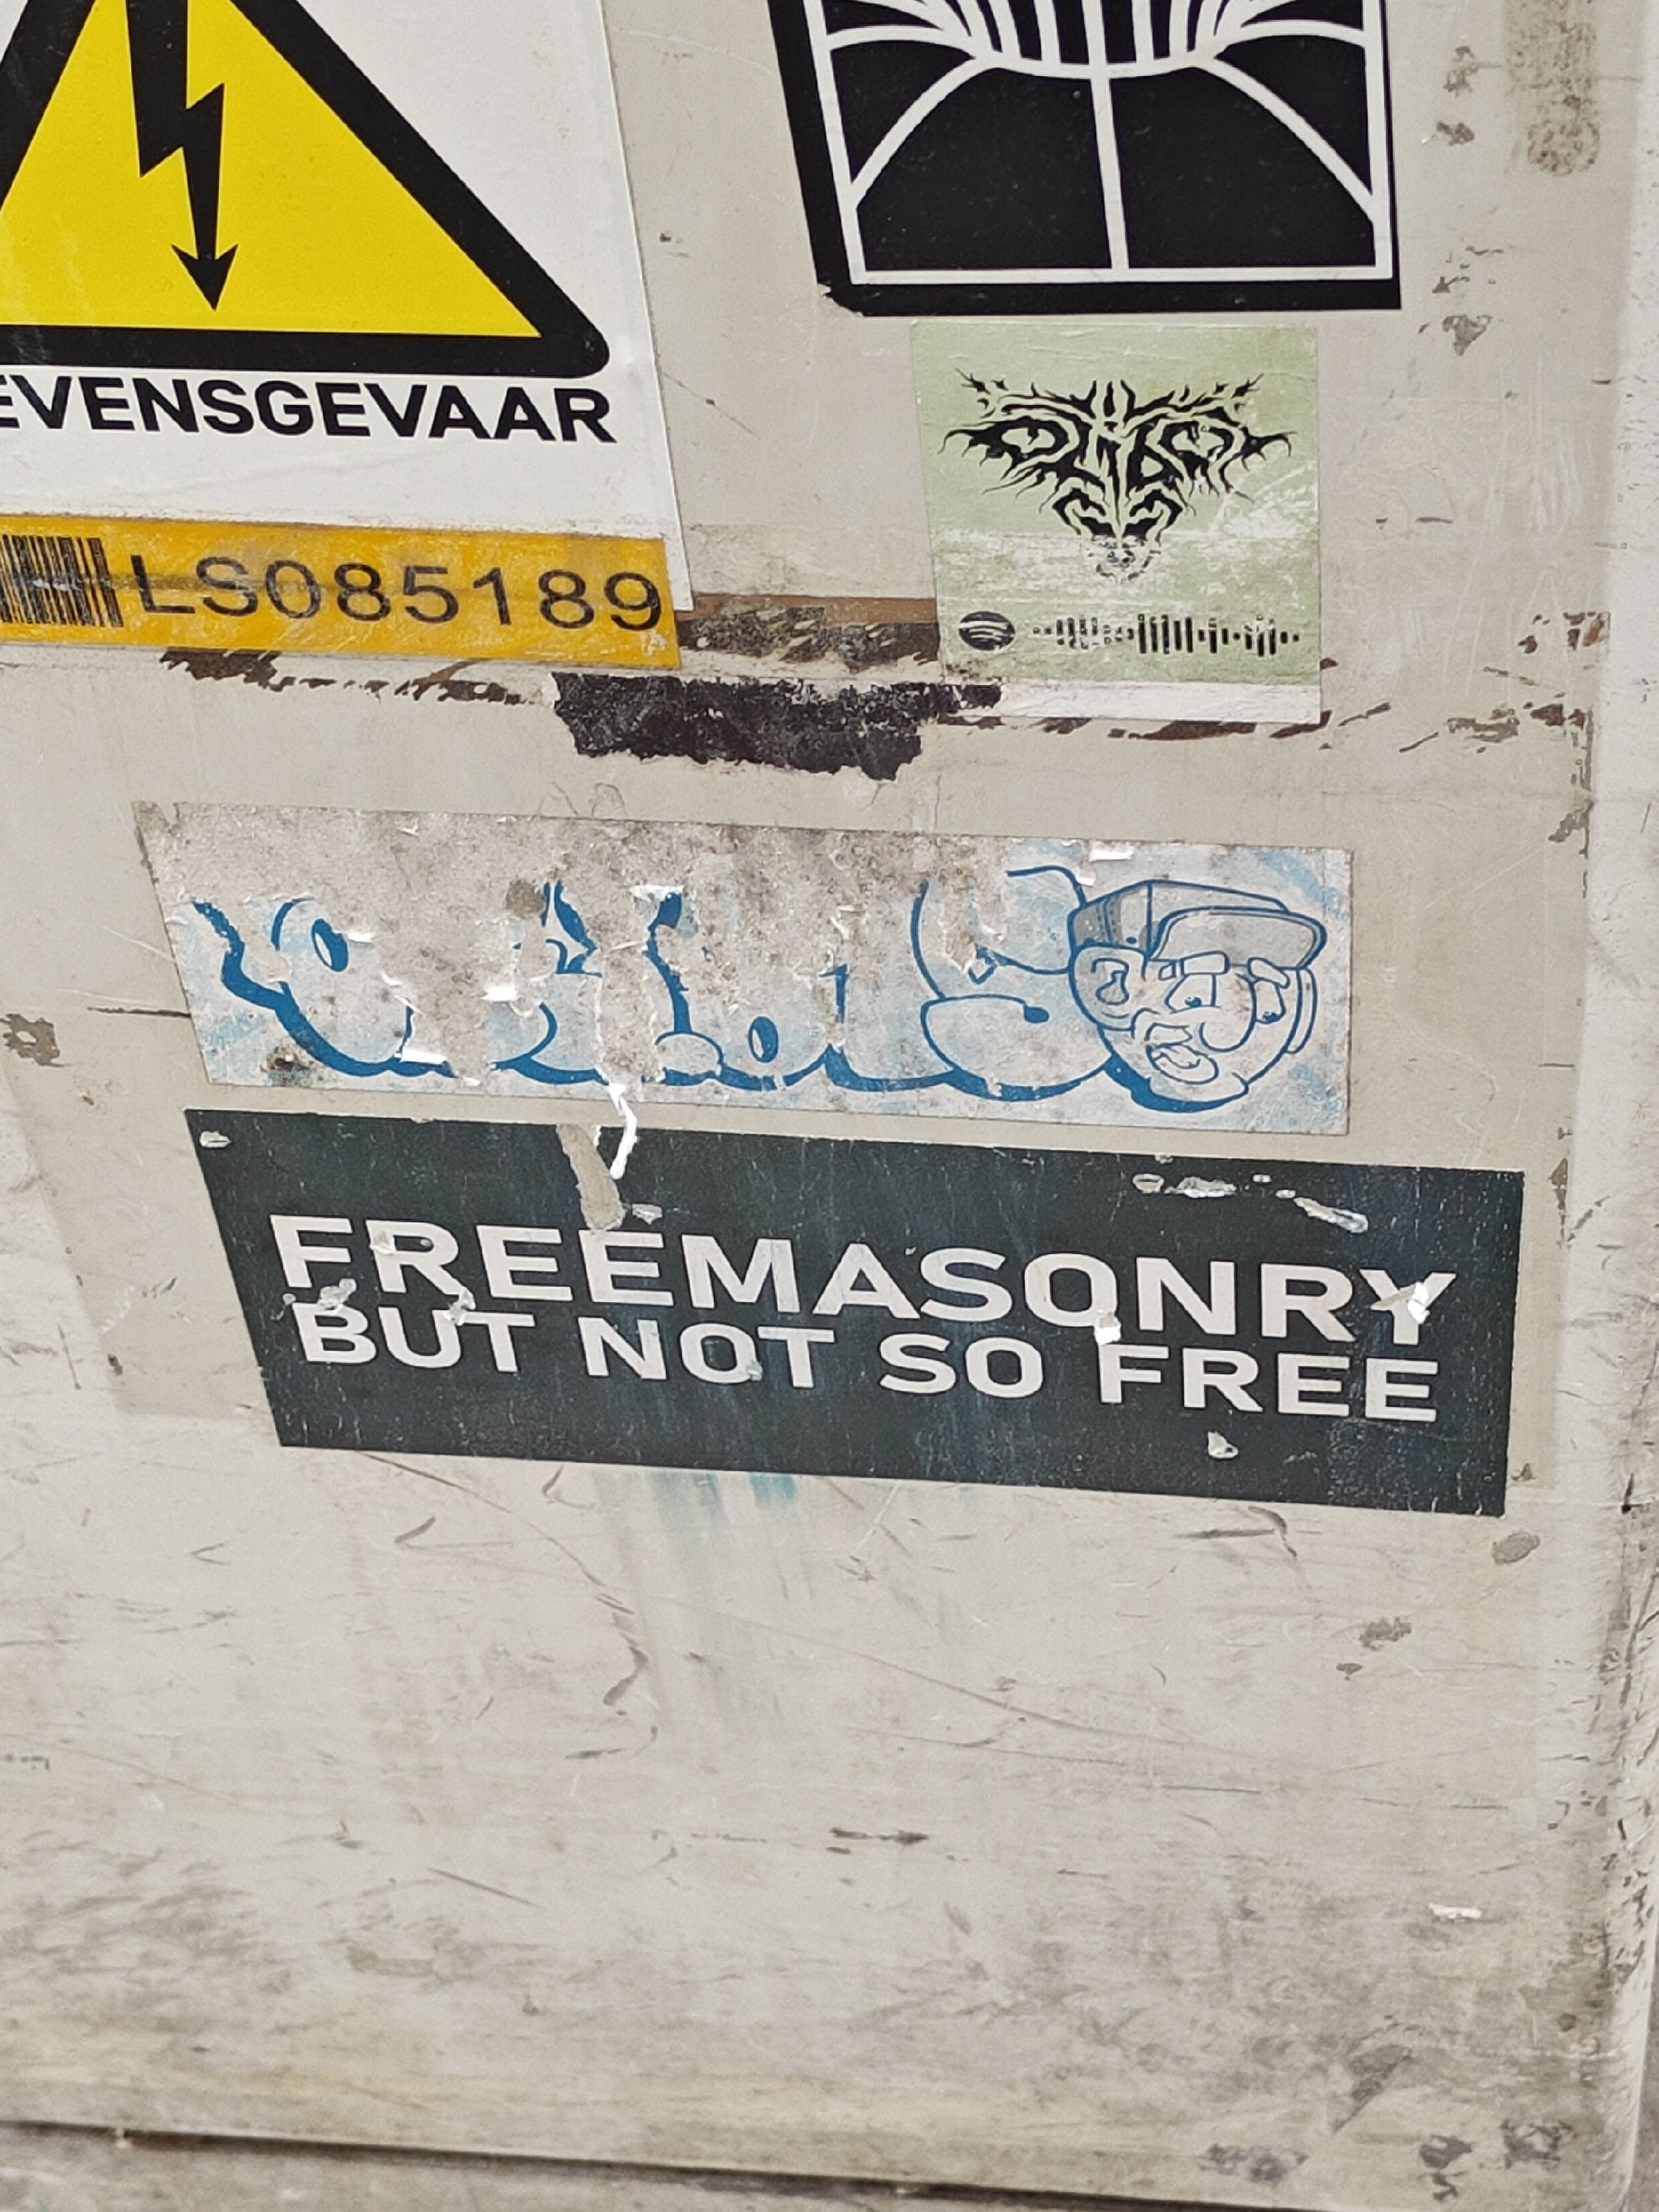 EVENSGEVAAR
LS085189
FREEMASONRY
BUT NOT SO FREE